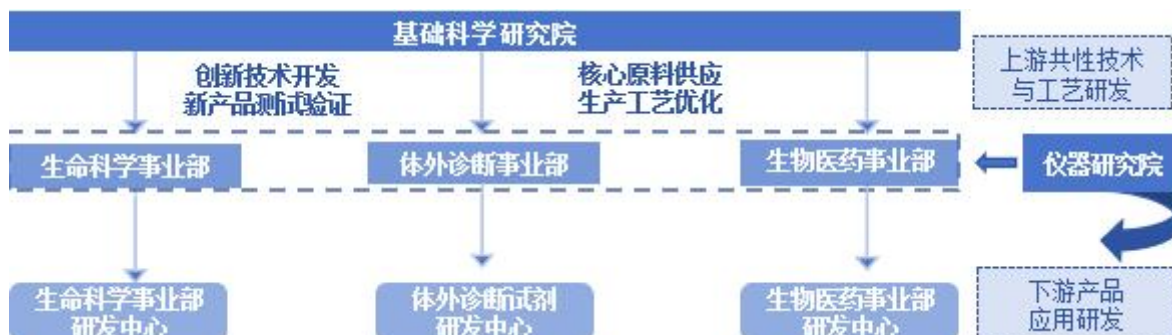 基础科学研究院
创新技术开发
新产品测试验证
核心原料供应
生产工艺优化
上游共性技术
与工艺研发
生命科学事业部
体外诊断事业部
生物医药事业部
仪器研究院
生命科学事业部
研发中心
体外诊断试剂
研发中心
生物医药事业部
研发中心
下游产品
应用研发